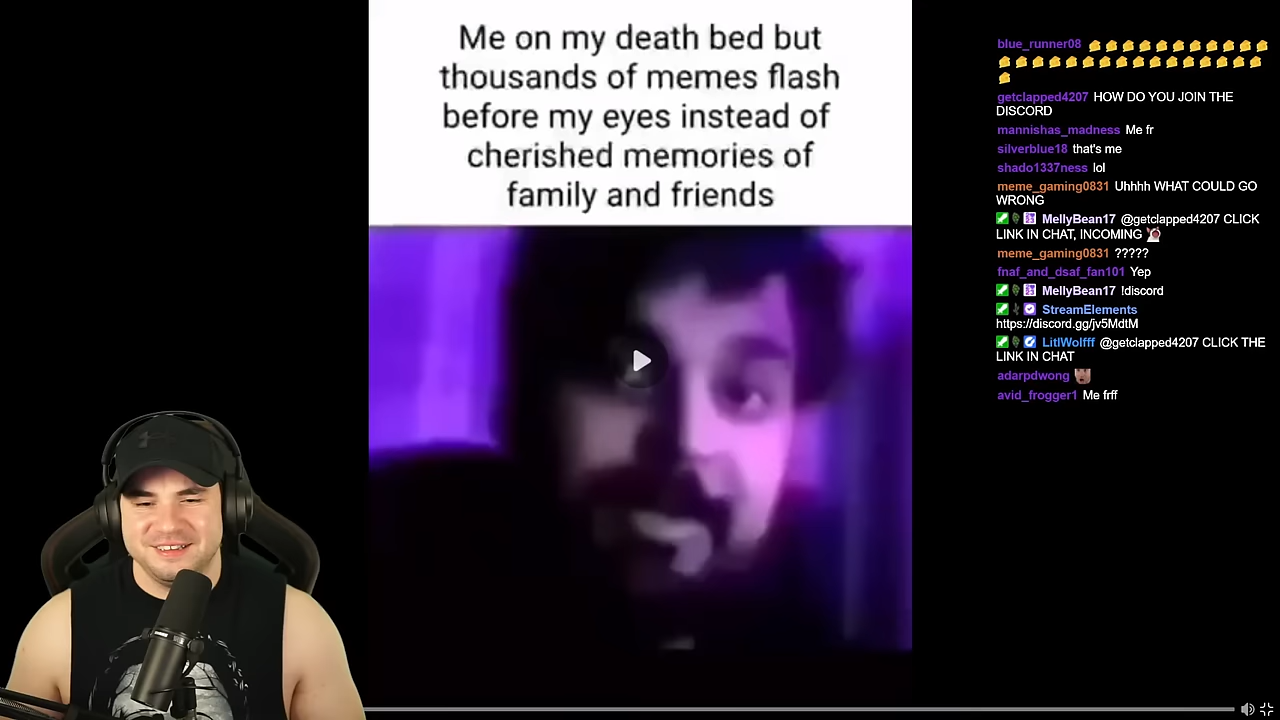 Me on my death bed but
thousands of memes flash
before my eyes instead of
cherished memories of
family and friends
blue_runner08
getclapped4207 HOW DO YOU JOIN THE
DISCORD
mannishas_madness Me fr
silverblue18 that's me
shado1337ness lol
meme_gaming0831 Uhhhh WHAT COULD GO
WRONG
MellyBean17 @getclapped4207 CLICK
LINK IN CHAT, INCOMING
meme_gaming0831 ?????
fnaf_and_dsaf_fan101 Yep
MellyBean17 !discord
StreamElements
https://discord.gg/jv5MdtM
LitlWolfff @getclapped4207 CLICK THE
LINK IN CHAT
adarpdwong
avid_frogger1 Me frff